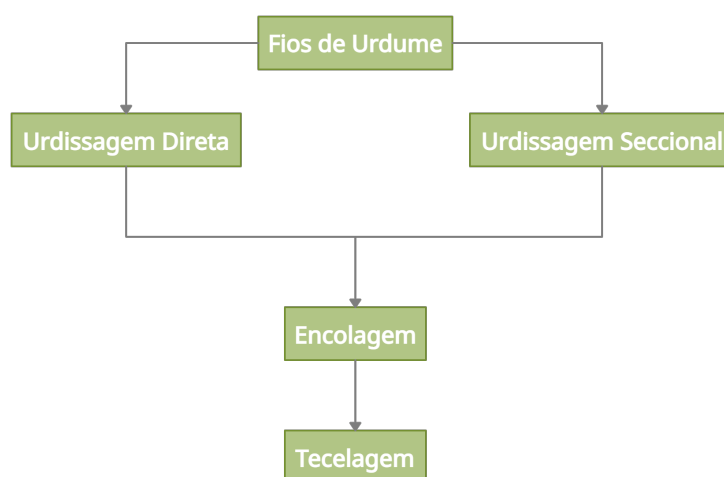 Fios de Urdume
Urdissagem Direta
Urdissagem Seccional
Encolagem
Tecelagem